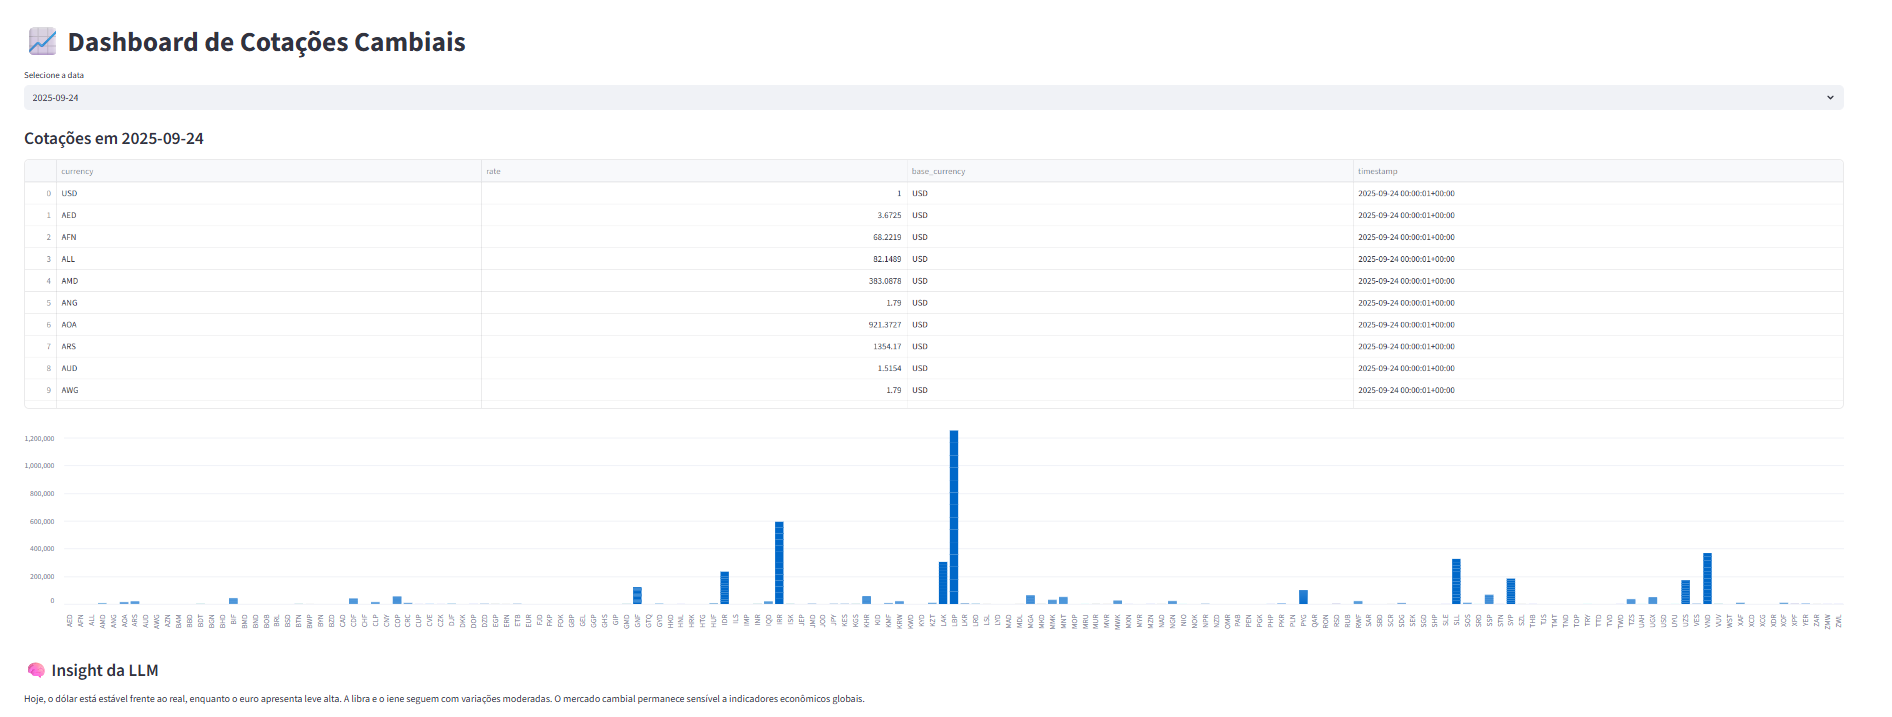 Dashboard de Cotações Cambiais
Selecione a data
2025-09-24
Cotações em 2025-09-24
currency rate base_currency timestamp
0 USD 1 USD 2025-09-24 00:00:01+00:00
1 AED 3.6725 USD 2025-09-24 00:00:01+00:00
2 AFN 68.2219 USD 2025-09-24 00:00:01+00:00
3 ALL 82.1489 USD 2025-09-24 00:00:01+00:00
4 AMD 383.0878 USD 2025-09-24 00:00:01+00:00
5 ANG 1.79 USD 2025-09-24 00:00:01+00:00
6 AOA 921.3727 USD 2025-09-24 00:00:01+00:00
7 ARS 1354.17 USD 2025-09-24 00:00:01+00:00
8 AUD 1.5154 USD 2025-09-24 00:00:01+00:00
9 AWG 1.79 USD 2025-09-24 00:00:01+00:00
1,200,000
1,000,000
800,000
600,000
400,000
200,000
0
AED AFN ALL AMD ANG AOA ARS AUD AWG AZN BAM BBD BDT BGN BHD BIF BMD BND BOB BRL BSD BTN BWP BYN BZD CAD CDF CHF CLP CNY COP CRC CUP CVE CZK DJF DKK DOP DZD EGP ERN ETB EUR FJD FKP FOK GBP GEL GGP GHS GIP GMD GNF GTQ GYD HKD HNL HRK HTG HUF IDR ILS IMP INR IQD IRR ISK JEP JMD JOD JPY KES KGS KHR KID KMF KRW KWD KYD KZT LAK LBP LKR LRD LSL LYD MAD MDL MGA MKD MMK MNT MOP MRU MUR MVR MWK MXN MYR MZN NAD NGN NIO NOK NPR NZD OMR PAB PEN PGK PHP PKR PLN PYG QAR RON RSD RUB RWF SAR SBD SCR SDG SEK SGD SHP SLE SLL SOS SRD SSP STN SYP SZL THB TJS TMT TND TOP TRY TTD TVD TWD TZS UAH UGX USD UYU UZS VES VND VUV WST XAF XCD XCG XDR XOF XPF YER ZAR ZMW ZWL
Insight da LLM
Hoje, o dólar está estável frente ao real, enquanto o euro apresenta leve alta. A libra e o iene seguem com variações moderadas. O mercado cambial permanece sensível a indicadores econômicos globais.